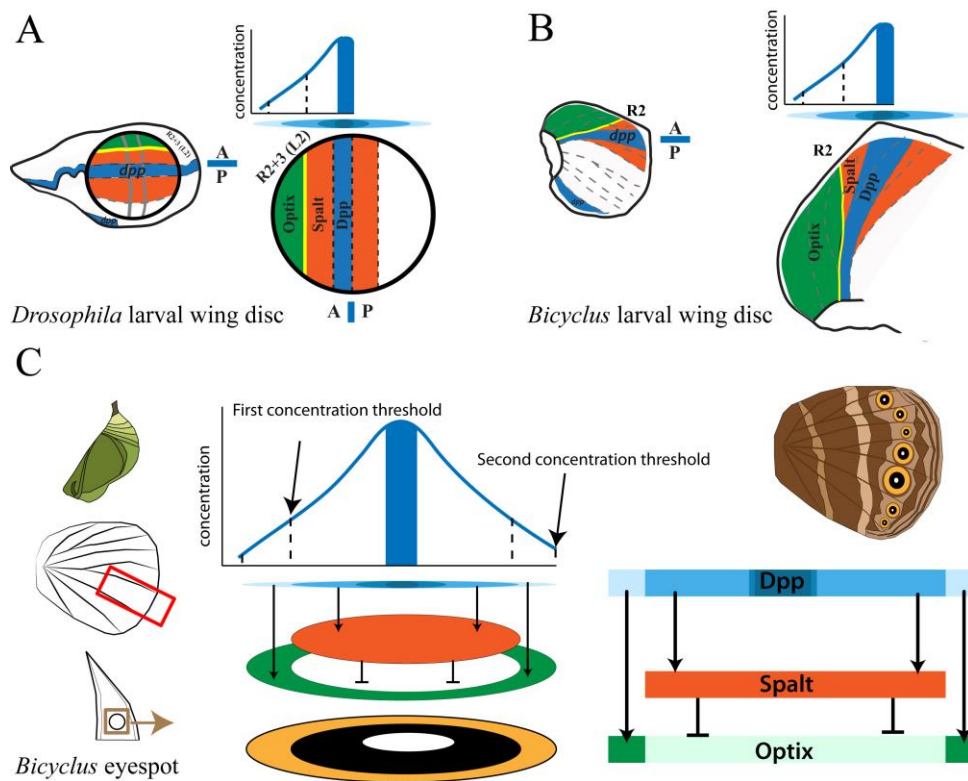 A
concentration
R2+3 (L2)
dpp
A
P
dpp
R2+3 (L2)
Optix
Spalt
Dpp
A
P
Drosophila larval wing disc
B
concentration
R2
dpp
A
P
dpp
R2
Spalt
Dpp
Optix
Bicyclus larval wing disc
C
First concentration threshold
Second concentration threshold
concentration
Dpp
Spalt
Optix
Bicyclus eyespot